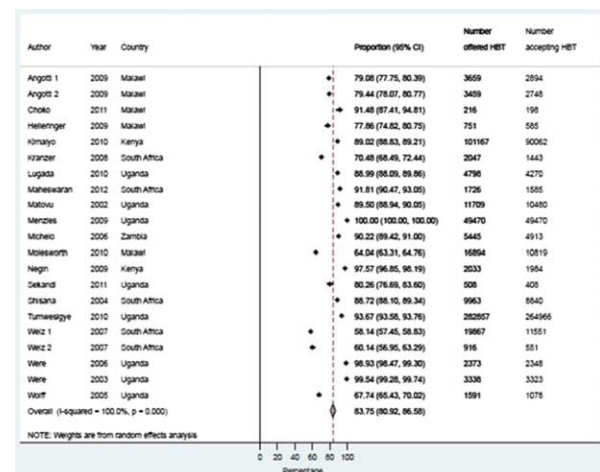 Number Number
Author Year Country Proportion (95% CI) offered HBT accepting HBT
Angotti 1 2009 Malawi 79.08 (77.75, 80.39) 3659 2894
Angotti 2 2009 Malawi 79.44 (78.07, 80.77) 3459 2748
Choko 2011 Malawi 91.48 (87.41, 94.81) 216 198
Helleringer 2009 Malawi 77.86 (74.82, 80.75) 751 585
Kimaiyo 2010 Kenya 89.02 (88.83, 89.21) 101167 90062
Kranzer 2008 South Africa 70.48 (68.49, 72.44) 2047 1443
Lugada 2010 Uganda 88.99 (88.09, 89.86) 4798 4270
Maheswaran 2012 South Africa 91.81 (90.47, 93.05) 1726 1585
Matovu 2002 Uganda 89.50 (88.94, 90.05) 11709 10480
Menzies 2009 Uganda 100.00 (100.00, 100.00) 49470 49470
Michelo 2006 Zambia 90.22 (89.42, 91.00) 5445 4913
Molesworth 2010 Malawi 64.04 (63.31, 64.76) 16894 10819
Negin 2009 Kenya 97.57 (96.85, 98.19) 2033 1984
Sekandi 2011 Uganda 80.26 (76.69, 83.60) 508 408
Shisana 2004 South Africa 88.72 (88.10, 89.34) 9963 8840
Tumwesigye 2010 Uganda 93.67 (93.58, 93.76) 282857 264966
Weiz 1 2007 South Africa 58.14 (57.45, 58.83) 19867 11551
Weiz 2 2007 South Africa 60.14 (56.95, 63.29) 916 551
Were 2006 Uganda 98.93 (98.47, 99.30) 2373 2348
Were 2003 Uganda 99.54 (99.28, 99.74) 3338 3323
Wolff 2005 Uganda 67.74 (65.43, 70.02) 1591 1078
Overall (I-squared = 100.0%, p = 0.000) 83.75 (80.92, 86.58)
NOTE: Weights are from random effects analysis
0 20 40 60 80 100
Percentage